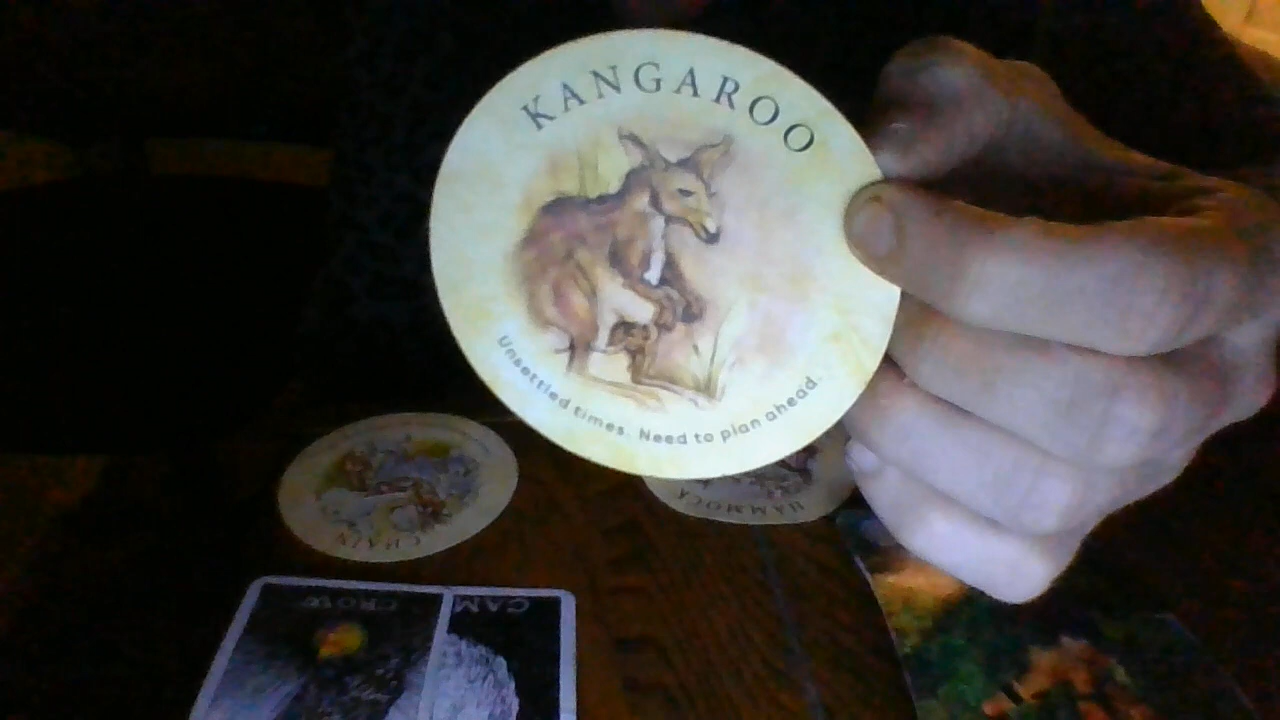 KANGAROO
Unsettled times. Need to plan ahead.
CHAIN
HAMMOCK
CROW
CAM